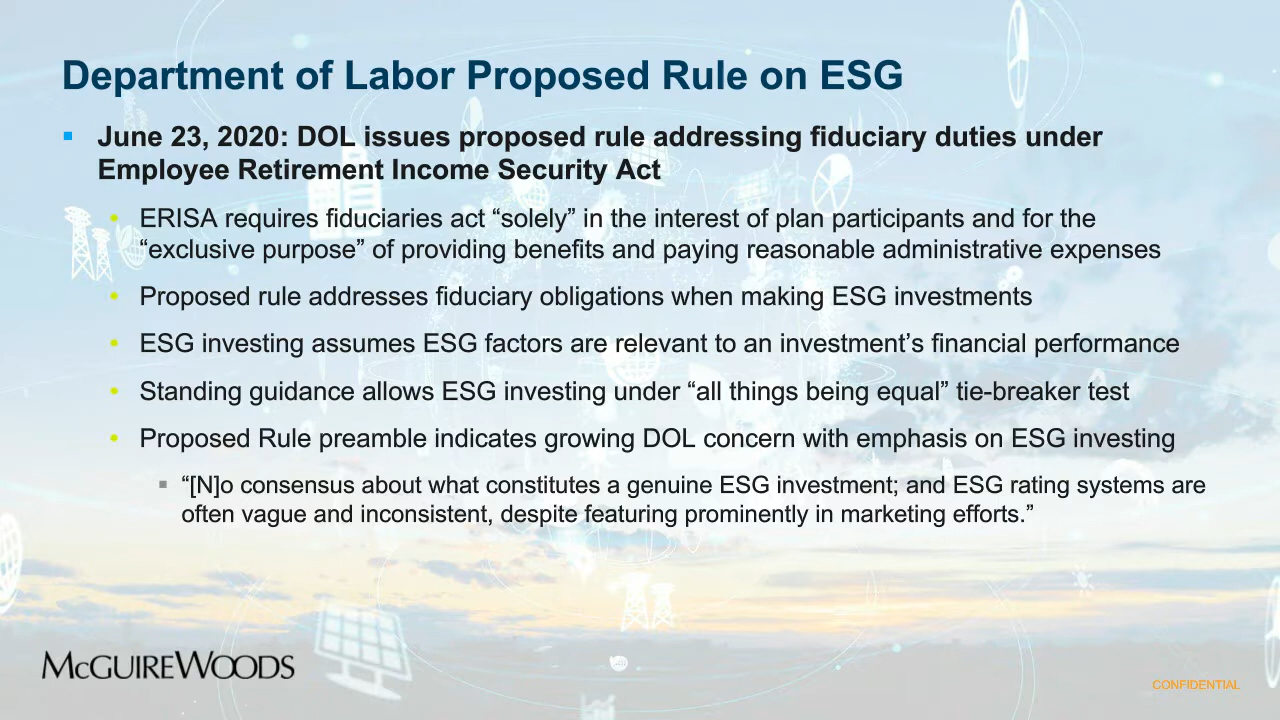 Department of Labor Proposed Rule on ESG
June 23, 2020: DOL issues proposed rule addressing fiduciary duties under
Employee Retirement Income Security Act
ERISA requires fiduciaries act “solely” in the interest of plan participants and for the
“exclusive purpose” of providing benefits and paying reasonable administrative expenses
Proposed rule addresses fiduciary obligations when making ESG investments
ESG investing assumes ESG factors are relevant to an investment’s financial performance
Standing guidance allows ESG investing under “all things being equal” tie-breaker test
Proposed Rule preamble indicates growing DOL concern with emphasis on ESG investing
“[N]o consensus about what constitutes a genuine ESG investment; and ESG rating systems are
often vague and inconsistent, despite featuring prominently in marketing efforts.”
McGuireWoods
CONFIDENTIAL